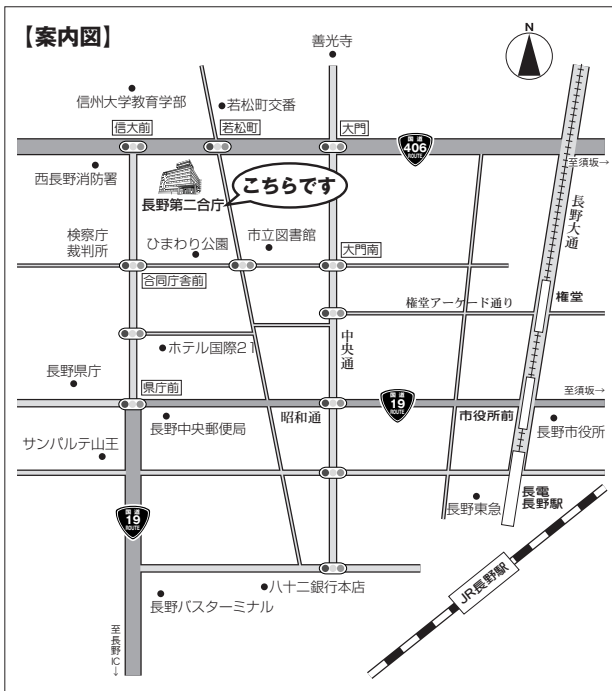 【案内図】
善光寺
N
信州大学教育学部
若松町交番
信大前
若松町
大門
国道
406
ROUTE
至須坂→
西長野消防署
こちらです
長野第二合庁
長野大通
検察庁
裁判所
ひまわり公園
市立図書館
大門南
合同庁舎前
権堂アーケード通り
権堂
中央通
ホテル国際21
長野県庁
県庁前
国道
19
ROUTE
至須坂→
長野中央郵便局
昭和通
市役所前
長野市役所
サンパルテ山王
長野東急
長電
長野駅
国道
19
ROUTE
JR長野駅
八十二銀行本店
長野バスターミナル
至長野IC→